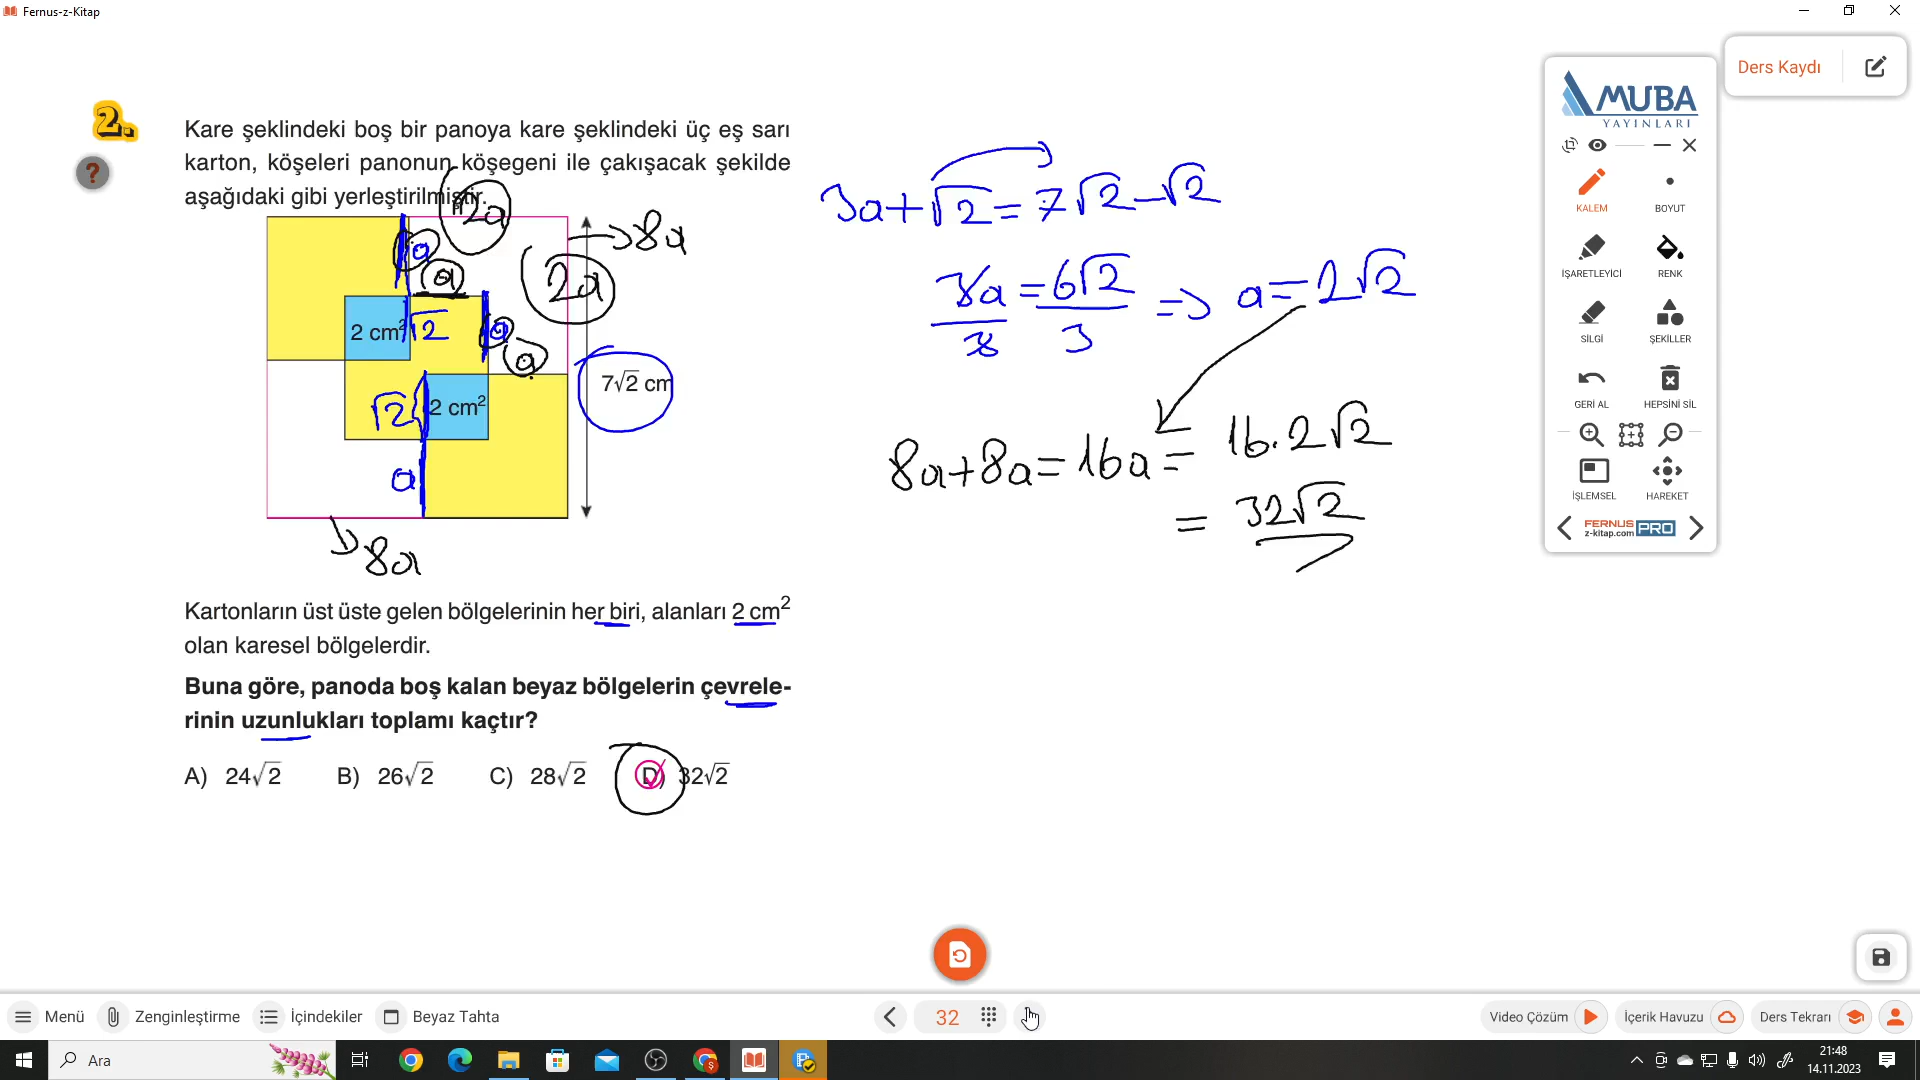 Fernus-z-Kitap
Ders Kaydı
MUBA
YAYINLARI
KALEM
BOYUT
İŞARETLEYİCİ
RENK
SİLGİ
ŞEKİLLER
GERİ AL
HEPSİNİ SİL
İŞLEMSEL
HAREKET
FERNUS
z-kitap.com PRO
2.
?
Kare şeklindeki boş bir panoya kare şeklindeki üç eş sarı
karton, köşeleri panonun köşegeni ile çakışacak şekilde
aşağıdaki gibi yerleştirilmiştir.
2a
8a
a
a
2a
2 cm²
√2
a
a
7√2 cm
√2
2 cm²
a
8a
3a+√2=7√2-√2
3a/3 = 6√2/3 => a=2√2
8a+8a=16a= 16.2√2
= 32√2
Kartonların üst üste gelen bölgelerinin her biri, alanları 2 cm²
olan karesel bölgelerdir.
Buna göre, panoda boş kalan beyaz bölgelerin çevrele-
rinin uzunlukları toplamı kaçtır?
A) 24√2 B) 26√2 C) 28√2 D) 32√2
Menü Zenginleştirme İçindekiler Beyaz Tahta 32 Video Çözüm İçerik Havuzu Ders Tekrarı
Ara
21:48
14.11.2023